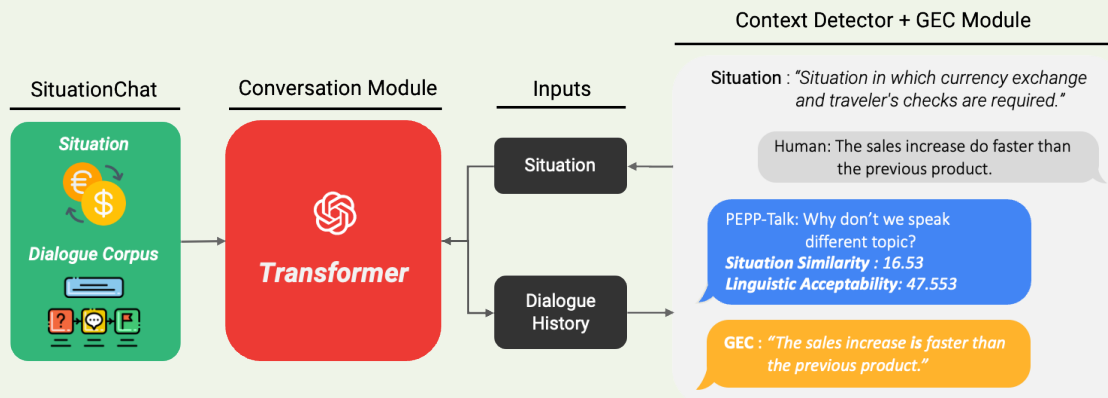 SituationChat
Situation
Dialogue Corpus
Conversation Module
Transformer
Inputs
Situation
Dialogue
History
Context Detector + GEC Module
Situation : “Situation in which currency exchange
and traveler's checks are required.”
Human: The sales increase do faster than
the previous product.
PEPP-Talk: Why don’t we speak
different topic?
Situation Similarity : 16.53
Linguistic Acceptability: 47.553
GEC : “The sales increase is faster than
the previous product.”